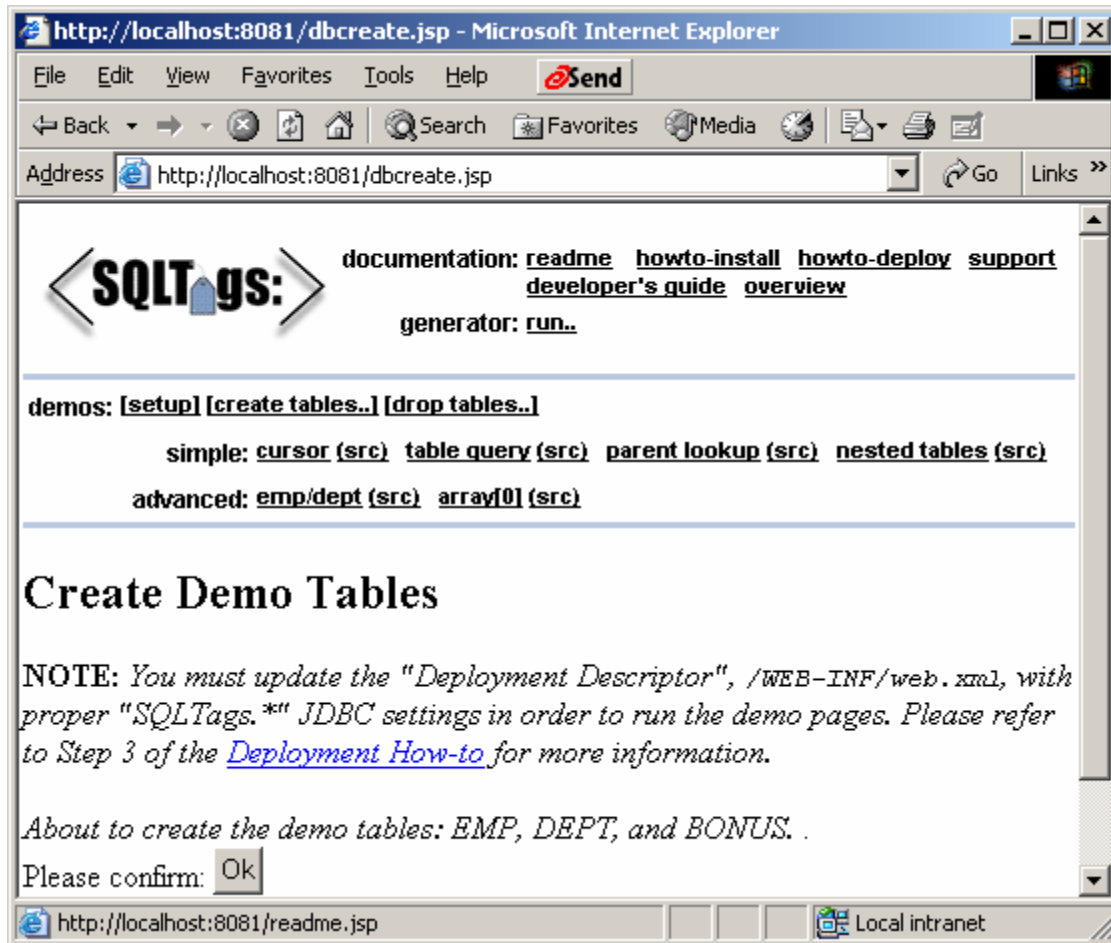 http://localhost:8081/dbcreate.jsp - Microsoft Internet Explorer
File Edit View Favorites Tools Help Send
Back Search Favorites Media
Address http://localhost:8081/dbcreate.jsp Go Links »
<SQLTags:> documentation: readme howto-install howto-deploy support
developer's guide overview
generator: run..
demos: [setup] [create tables..] [drop tables..]
simple: cursor (src) table query (src) parent lookup (src) nested tables (src)
advanced: emp/dept (src) array[0] (src)
Create Demo Tables
NOTE: You must update the "Deployment Descriptor", /WEB-INF/web.xml, with
proper "SQLTags.*" JDBC settings in order to run the demo pages. Please refer
to Step 3 of the Deployment How-to for more information.
About to create the demo tables: EMP, DEPT, and BONUS. .
Please confirm: Ok
http://localhost:8081/readme.jsp Local intranet